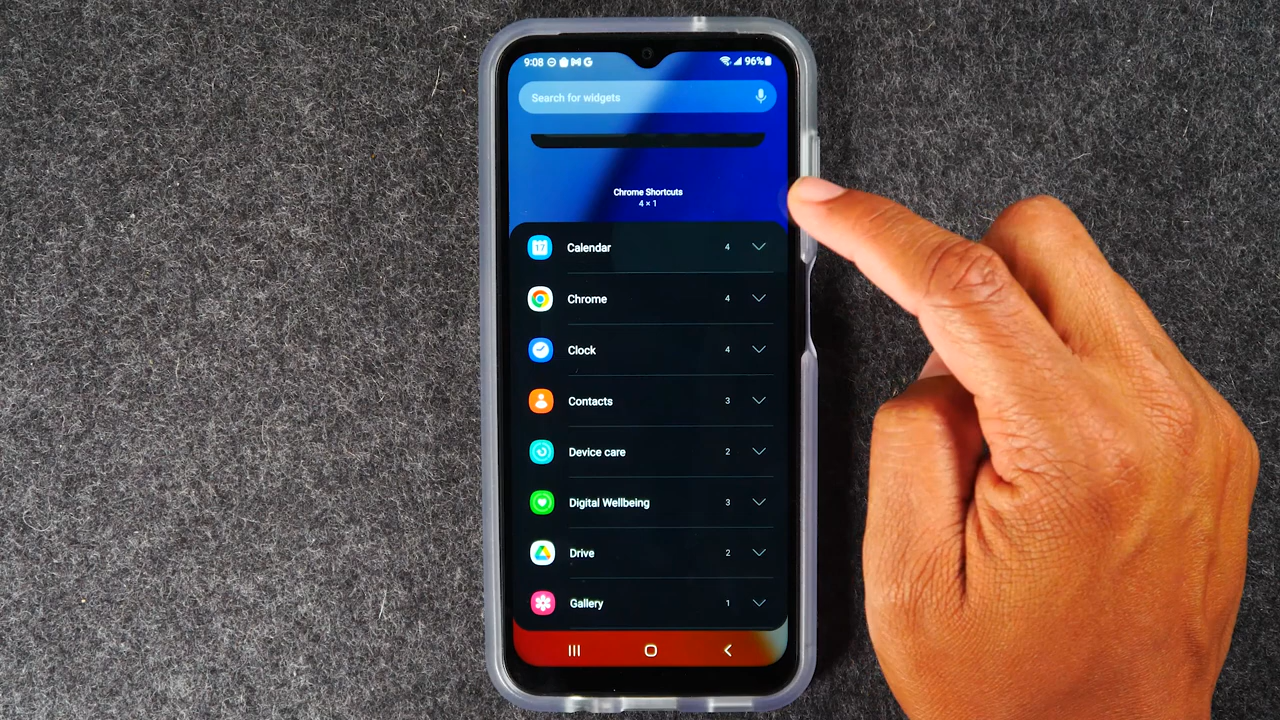 9:08 96%
Search for widgets
Chrome Shortcuts
4 × 1
17 Calendar 4
Chrome 4
Clock 4
Contacts 3
Device care 2
Digital Wellbeing 3
Drive 2
Gallery 1